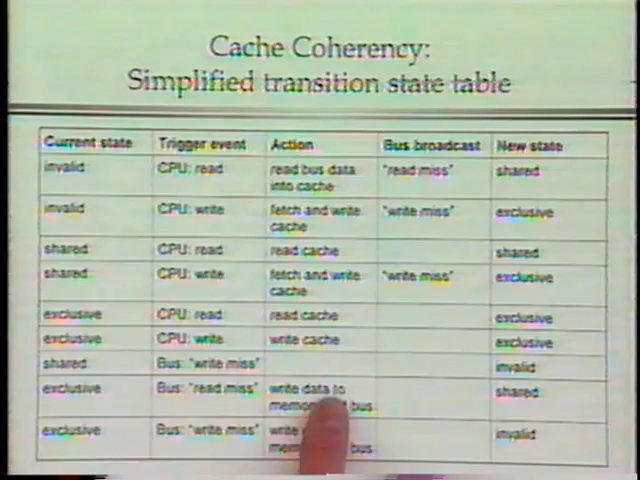 Cache Coherency:
Simplified transition state table
Current state Trigger event Action Bus broadcast New state
invalid CPU: read read bus data "read miss" shared
into cache
invalid CPU: write fetch and write "write miss" exclusive
cache
shared CPU: read read cache shared
shared CPU: write fetch and write "write miss" exclusive
cache
exclusive CPU: read read cache exclusive
exclusive CPU: write write cache exclusive
shared Bus: "write miss" invalid
exclusive Bus: "read miss" write data to shared
bus
exclusive Bus: "write miss" write invalid
bus